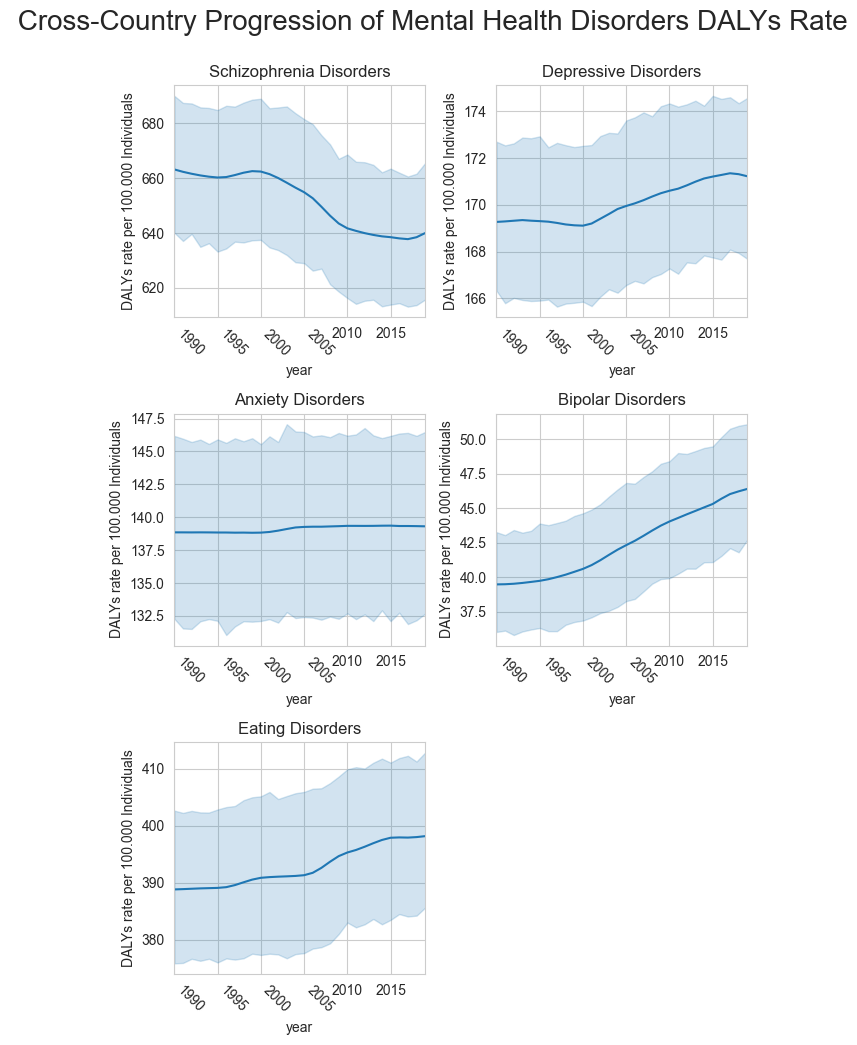 Cross-Country Progression of Mental Health Disorders DALYs Rate
Schizophrenia Disorders
DALYs rate per 100.000 Individuals
680
660
640
620
1990 1995 2000 2005 2010 2015
year
Depressive Disorders
DALYs rate per 100.000 Individuals
174
172
170
168
166
1990 1995 2000 2005 2010 2015
year
Anxiety Disorders
DALYs rate per 100.000 Individuals
147.5
145.0
142.5
140.0
137.5
135.0
132.5
1990 1995 2000 2005 2010 2015
year
Bipolar Disorders
DALYs rate per 100.000 Individuals
50.0
47.5
45.0
42.5
40.0
37.5
1990 1995 2000 2005 2010 2015
year
Eating Disorders
DALYs rate per 100.000 Individuals
410
400
390
380
1990 1995 2000 2005 2010 2015
year